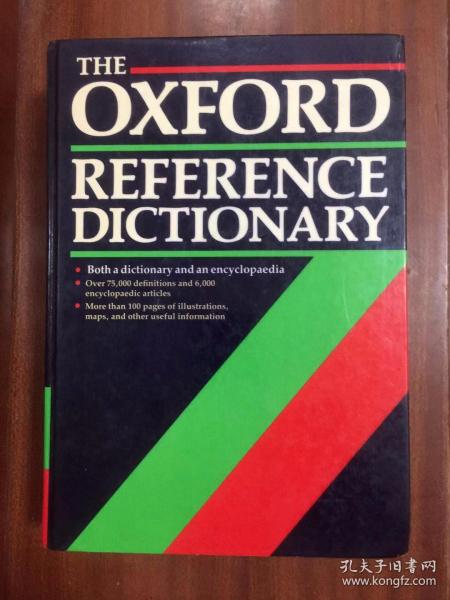 THE
OXFORD
REFERENCE
DICTIONARY
• Both a dictionary and an encyclopaedia
• Over 75,000 definitions and 6,000
encyclopaedic articles
• More than 100 pages of illustrations,
maps, and other useful information
孔夫子旧书网
www.kongfz.com